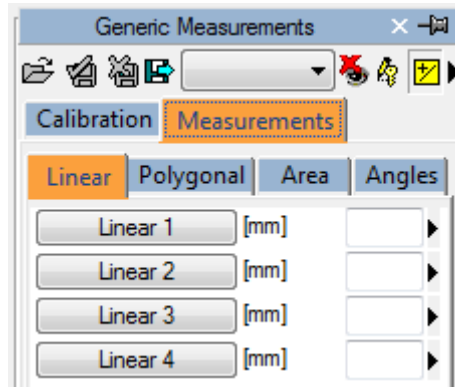 Generic Measurements
Calibration Measurements
Linear Polygonal Area Angles
Linear 1 [mm]
Linear 2 [mm]
Linear 3 [mm]
Linear 4 [mm]